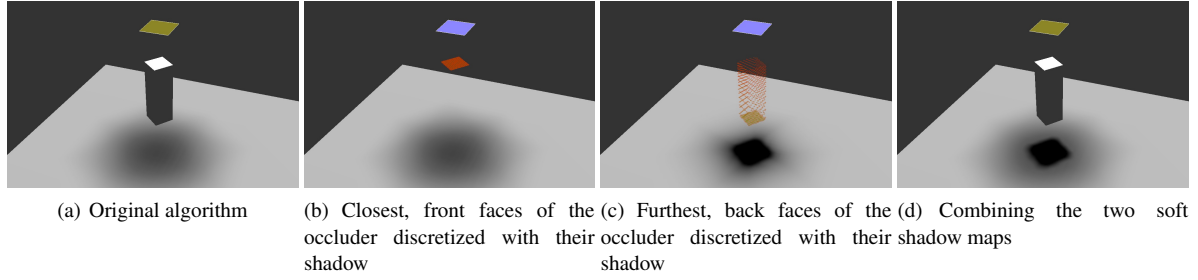 (a) Original algorithm
(b) Closest, front faces of the
occluder discretized with their
shadow
(c) Furthest, back faces of the
occluder discretized with their
shadow
(d) Combining the two soft
shadow maps